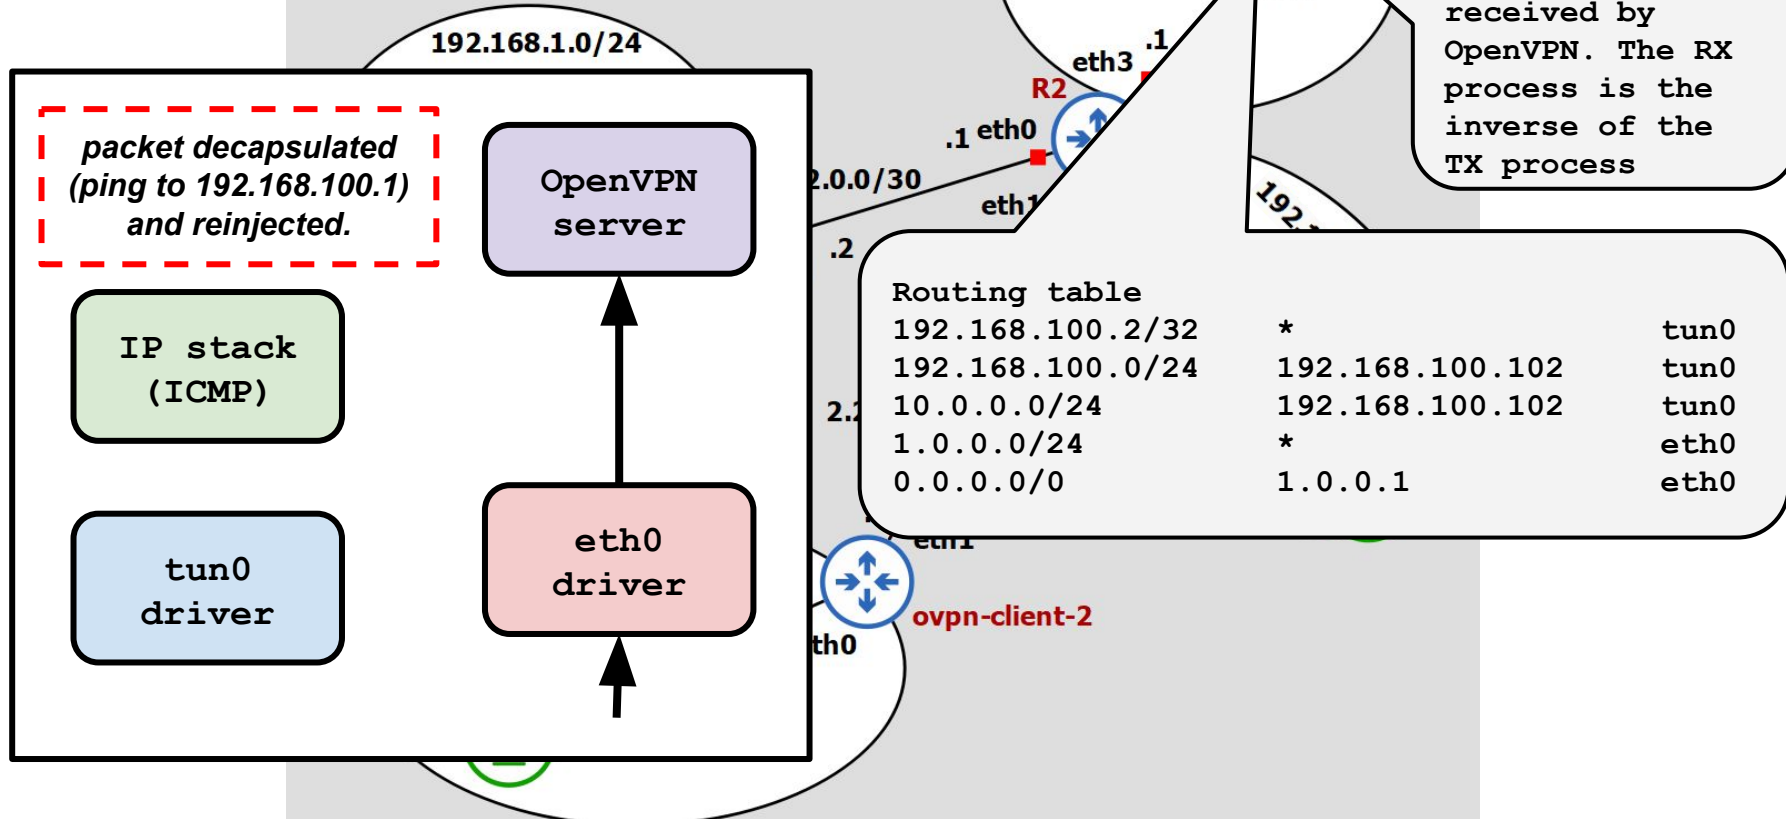 192.168.1.0/24
packet decapsulated
(ping to 192.168.100.1)
and reinjected.
OpenVPN
server
IP stack
(ICMP)
tun0
driver
eth0
driver
received by
OpenVPN. The RX
process is the
inverse of the
TX process
.1
eth3
R2
.1 eth0
2.0.0/30
eth1
.2
192.
Routing table
192.168.100.2/32 * tun0
192.168.100.0/24 192.168.100.102 tun0
10.0.0.0/24 192.168.100.102 tun0
1.0.0.0/24 * eth0
0.0.0.0/0 1.0.0.1 eth0
2.2
eth1
ovpn-client-2
th0